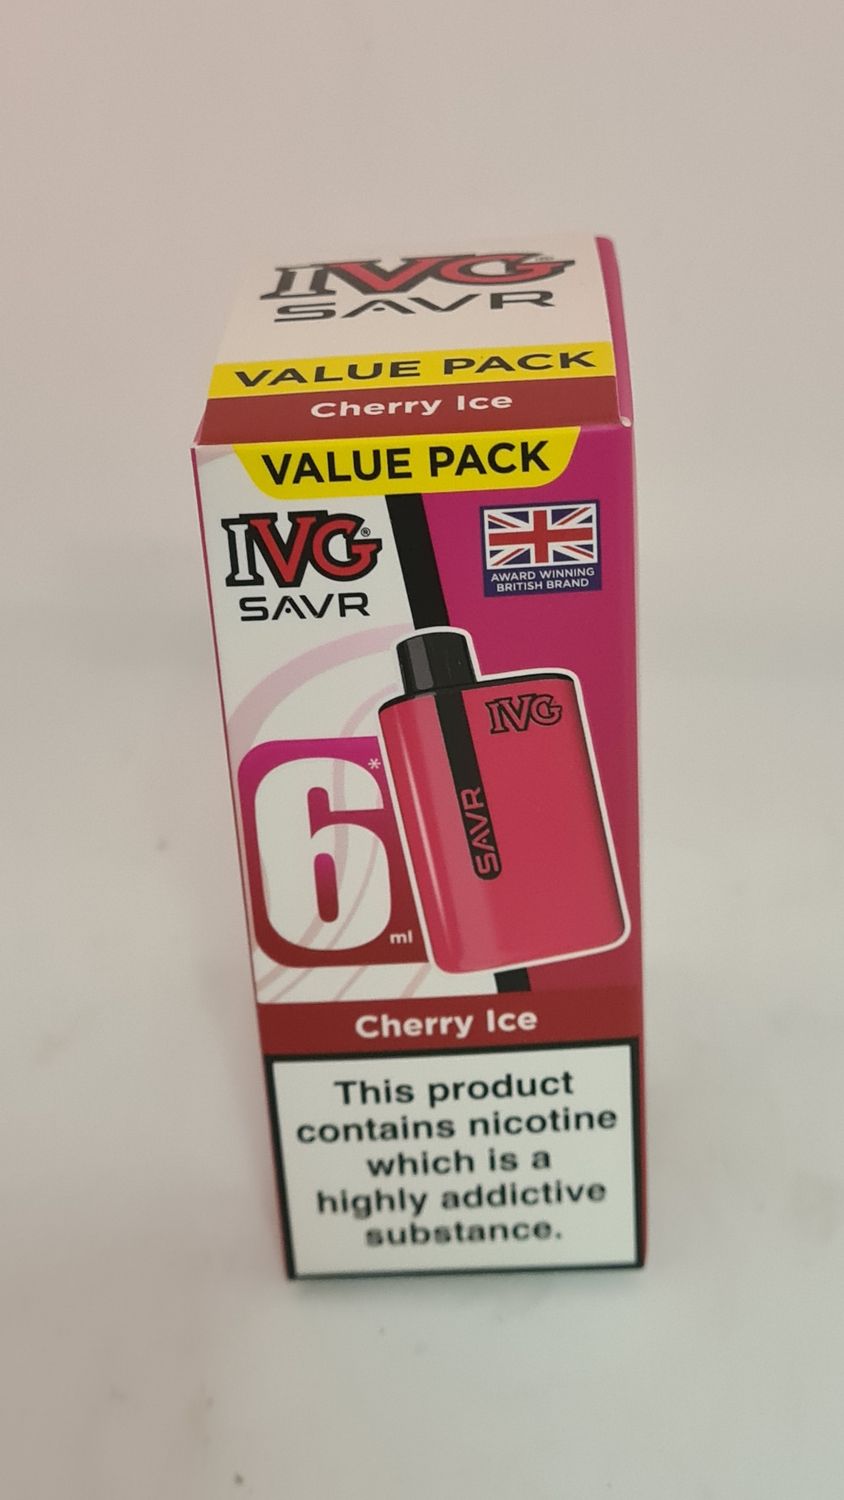 IVG
SAVR
VALUE PACK
Cherry Ice
VALUE PACK
IVG®
SAVR
AWARD WINNING
BRITISH BRAND
IVG
SAVR
6*
ml
Cherry Ice
This product
contains nicotine
which is a
highly addictive
substance.